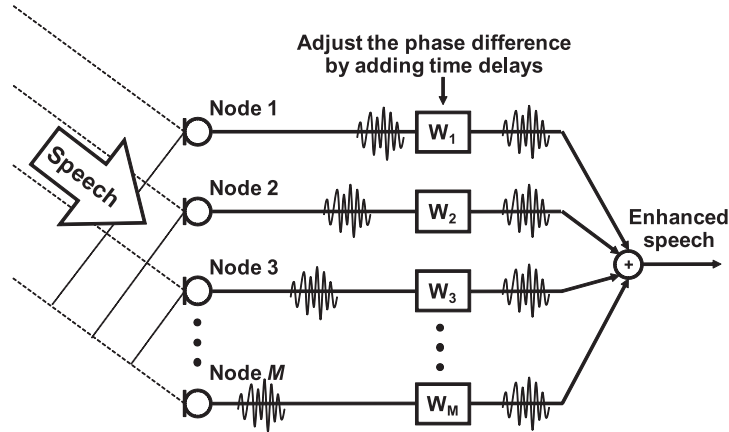 Adjust the phase difference
by adding time delays
Speech
Node 1
W1
Node 2
W2
Enhanced
speech
+
Node 3
W3
Node M
WM